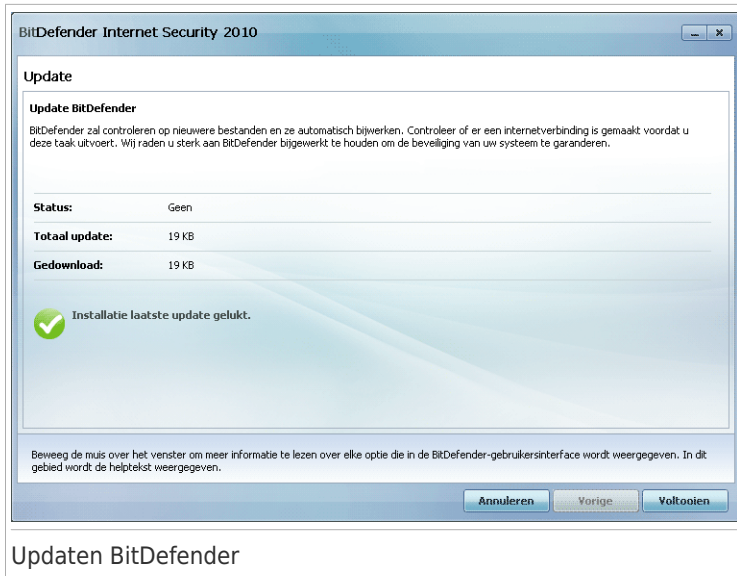 BitDefender Internet Security 2010
Update
Update BitDefender
BitDefender zal controleren op nieuwere bestanden en ze automatisch bijwerken. Controleer of er een internetverbinding is gemaakt voordat u
deze taak uitvoert. Wij raden u sterk aan BitDefender bijgewerkt te houden om de beveiliging van uw systeem te garanderen.
Status: Geen
Totaal update: 19 KB
Gedownload: 19 KB
Installatie laatste update gelukt.
Beweeg de muis over het venster om meer informatie te lezen over elke optie die in de BitDefender-gebruikersinterface wordt weergegeven. In dit
gebied wordt de helptekst weergegeven.
Annuleren Vorige Voltooien
Updaten BitDefender